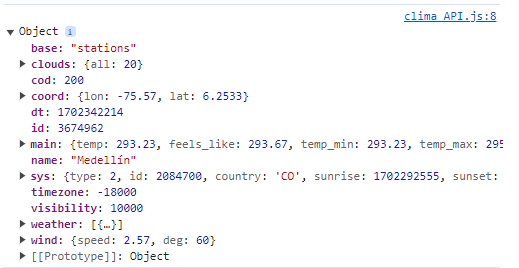 clima API.js:8
▼ Object i
base: "stations"
▶ clouds: {all: 20}
cod: 200
▶ coord: {lon: -75.57, lat: 6.2533}
dt: 1702342214
id: 3674962
▶ main: {temp: 293.23, feels_like: 293.67, temp_min: 293.23, temp_max: 295
name: "Medellín"
▶ sys: {type: 2, id: 2084700, country: 'CO', sunrise: 1702292555, sunset:
timezone: -18000
visibility: 10000
▶ weather: [{…}]
▶ wind: {speed: 2.57, deg: 60}
▶ [[Prototype]]: Object